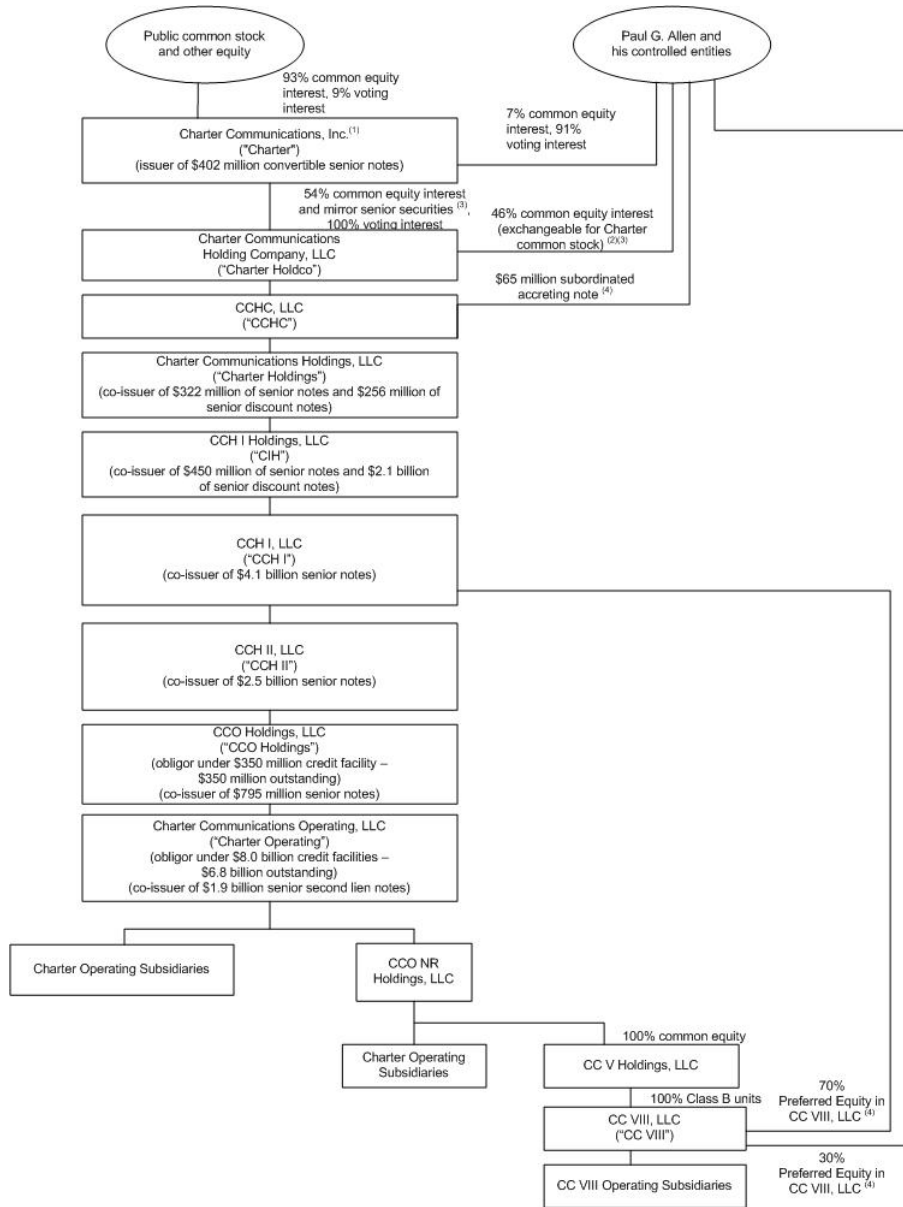 Public common stock
and other equity
Paul G. Allen and
his controlled entities
93% common equity
interest, 9% voting
interest
7% common equity
interest, 91%
voting interest
Charter Communications, Inc.(1)
("Charter")
(issuer of $402 million convertible senior notes)
54% common equity interest
and mirror senior securities (3),
100% voting interest
46% common equity interest
(exchangeable for Charter
common stock) (2)(3)
Charter Communications
Holding Company, LLC
(“Charter Holdco”)
$65 million subordinated
accreting note (4)
CCHC, LLC
(“CCHC”)
Charter Communications Holdings, LLC
(“Charter Holdings”)
(co-issuer of $322 million of senior notes and $256 million of
senior discount notes)
CCH I Holdings, LLC
(“CIH”)
(co-issuer of $450 million of senior notes and $2.1 billion
of senior discount notes)
CCH I, LLC
(“CCH I”)
(co-issuer of $4.1 billion senior notes)
CCH II, LLC
(“CCH II”)
(co-issuer of $2.5 billion senior notes)
CCO Holdings, LLC
(“CCO Holdings”)
(obligor under $350 million credit facility –
$350 million outstanding)
(co-issuer of $795 million senior notes)
Charter Communications Operating, LLC
(“Charter Operating”)
(obligor under $8.0 billion credit facilities –
$6.8 billion outstanding)
(co-issuer of $1.9 billion senior second lien notes)
Charter Operating Subsidiaries
CCO NR
Holdings, LLC
100% common equity
Charter Operating
Subsidiaries
CC V Holdings, LLC
100% Class B units
70%
Preferred Equity in
CC VIII, LLC (4)
CC VIII, LLC
(“CC VIII”)
30%
Preferred Equity in
CC VIII, LLC (4)
CC VIII Operating Subsidiaries